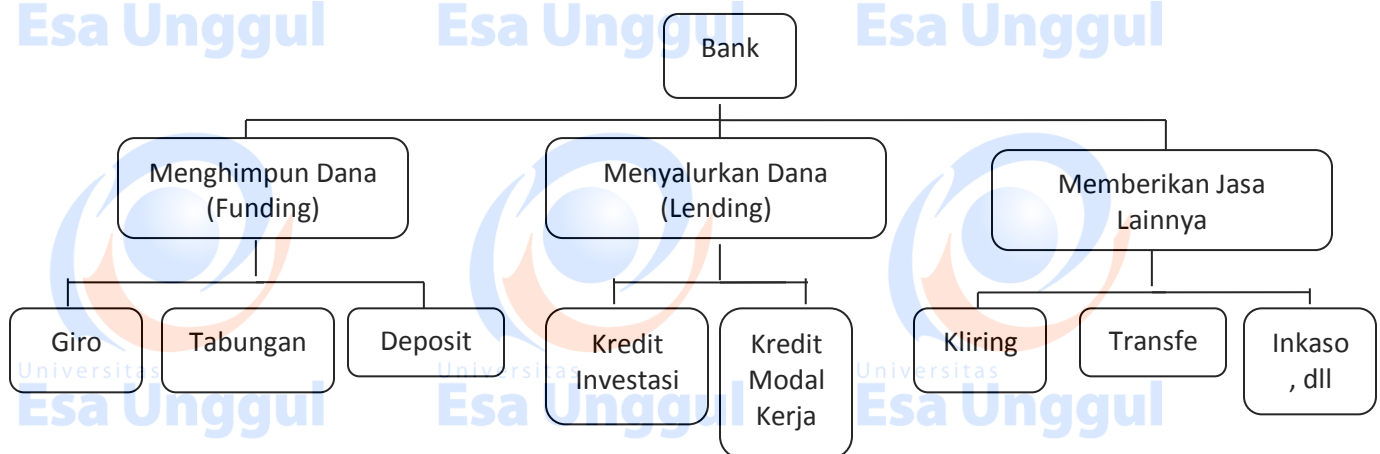 Esa Unggul Esa Unggul Esa Unggul
Bank
Menghimpun Dana
(Funding)
Menyalurkan Dana
(Lending)
Memberikan Jasa
Lainnya
Giro
Tabungan
Deposit
Kredit
Investasi
Kredit
Modal
Kerja
Kliring
Transfe
Inkaso
, dll
Universitas Universitas Universitas
Esa Unggul Esa Unggul Esa Unggul